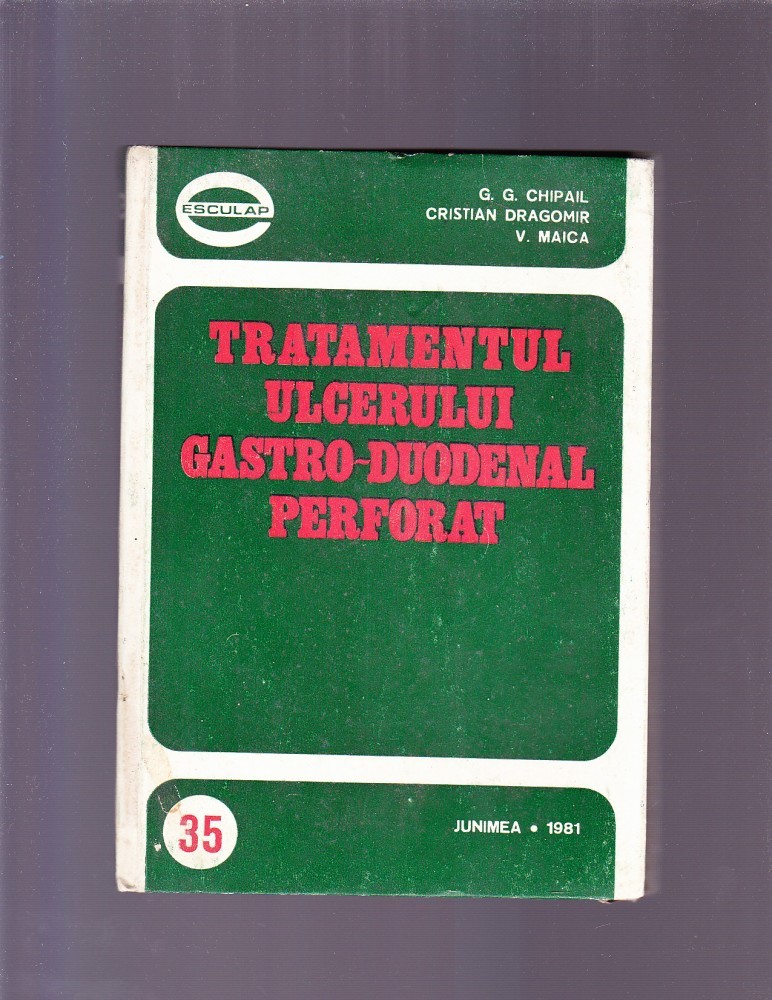 ESCULAP
G. G. CHIPAIL
CRISTIAN DRAGOMIR
V. MAICA
TRATAMENTUL
ULCERULUI
GASTRO-DUODENAL
PERFORAT
35
JUNIMEA • 1981